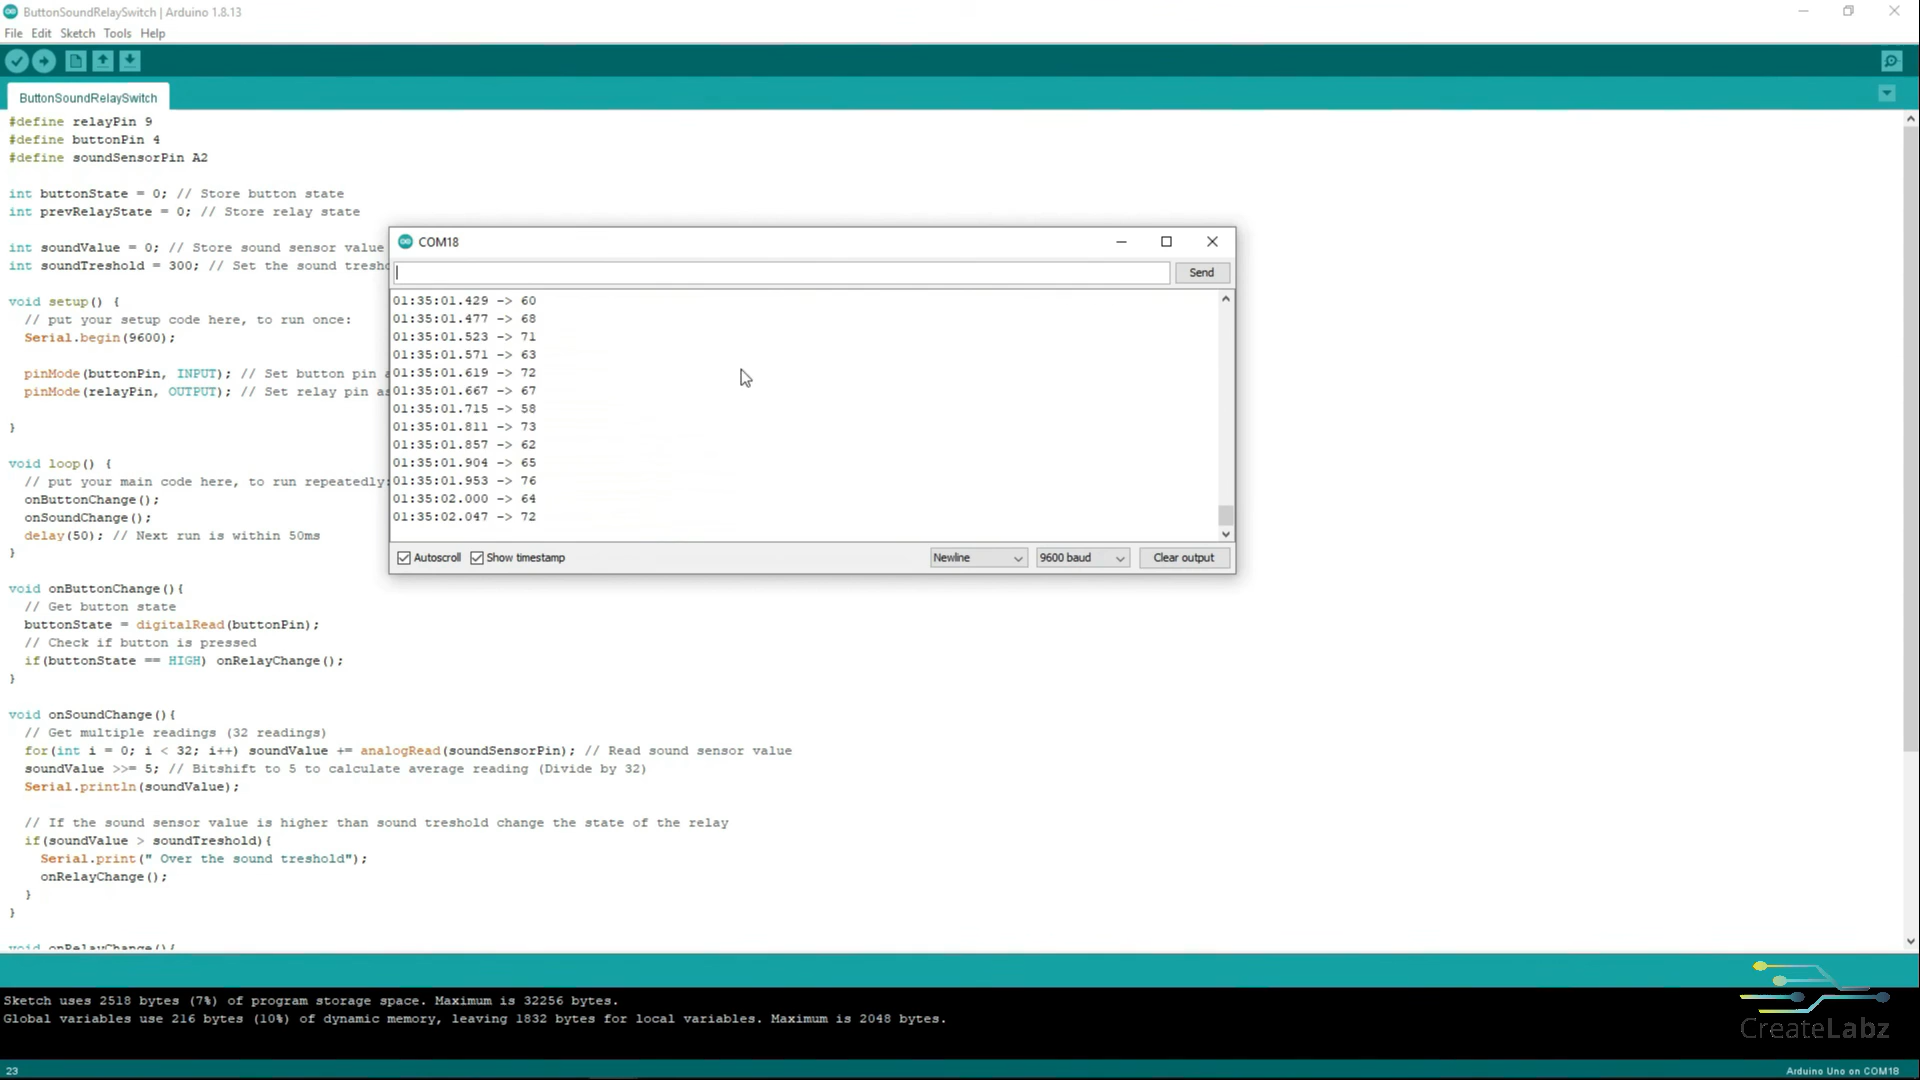 ButtonSoundRelaySwitch | Arduino 1.8.13
File Edit Sketch Tools Help
ButtonSoundRelaySwitch
#define relayPin 9
#define buttonPin 4
#define soundSensorPin A2
int buttonState = 0; // Store button state
int prevRelayState = 0; // Store relay state
int soundValue = 0; // Store sound sensor value
int soundTreshold = 300; // Set the sound tresho
void setup() {
// put your setup code here, to run once:
Serial.begin(9600);
pinMode(buttonPin, INPUT); // Set button pin a
pinMode(relayPin, OUTPUT); // Set relay pin as
}
void loop() {
// put your main code here, to run repeatedly:
onButtonChange();
onSoundChange();
delay(50); // Next run is within 50ms
}
void onButtonChange(){
// Get button state
buttonState = digitalRead(buttonPin);
// Check if button is pressed
if(buttonState == HIGH) onRelayChange();
}
void onSoundChange(){
// Get multiple readings (32 readings)
for(int i = 0; i < 32; i++) soundValue += analogRead(soundSensorPin); // Read sound sensor value
soundValue >>= 5; // Bitshift to 5 to calculate average reading (Divide by 32)
Serial.println(soundValue);
// If the sound sensor value is higher than sound treshold change the state of the relay
if(soundValue > soundTreshold){
Serial.print(" Over the sound treshold");
onRelayChange();
}
}
void onRelayChange(){
COM18
Send
01:35:01.429 -> 60
01:35:01.477 -> 68
01:35:01.523 -> 71
01:35:01.571 -> 63
01:35:01.619 -> 72
01:35:01.667 -> 67
01:35:01.715 -> 58
01:35:01.811 -> 73
01:35:01.857 -> 62
01:35:01.904 -> 65
01:35:01.953 -> 76
01:35:02.000 -> 64
01:35:02.047 -> 72
Autoscroll Show timestamp Newline 9600 baud Clear output
Sketch uses 2518 bytes (7%) of program storage space. Maximum is 32256 bytes.
Global variables use 216 bytes (10%) of dynamic memory, leaving 1832 bytes for local variables. Maximum is 2048 bytes.
CreateLabz
23 Arduino Uno on COM18